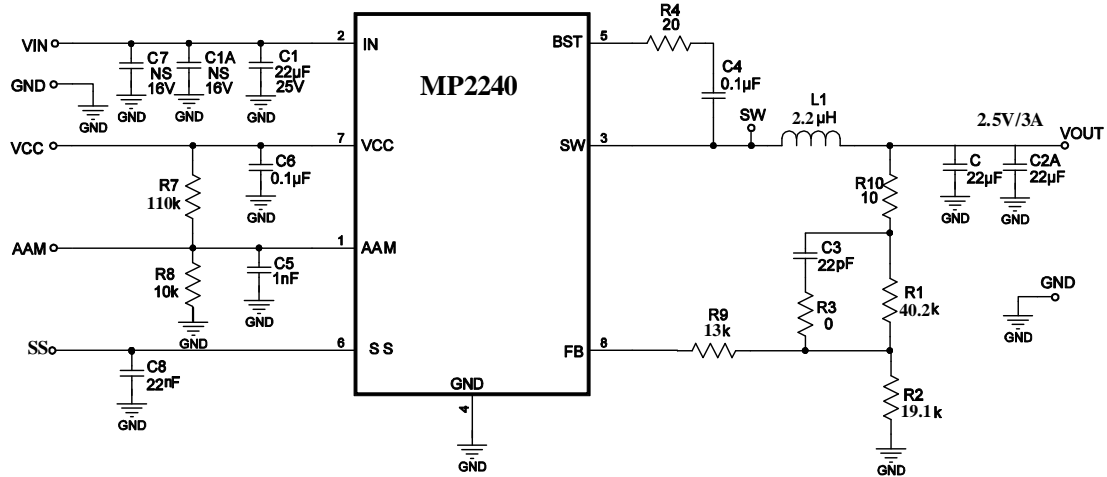 R4
20
VIN
2
IN
BST
5
C7
NS
16V
C1A
NS
16V
C1
22µF
25V
C4
0.1µF
GND
GND
GND
GND
GND
MP2240
L1
2.2 µH
SW
2.5V/3A
VOUT
VCC
7
VCC
SW
3
C6
0.1µF
GND
R7
110k
R10
10
C
22µF
GND
C2A
22µF
GND
AAM
1
AAM
C3
22pF
R8
10k
GND
C5
1nF
GND
R3
0
R1
40.2k
GND
GND
R9
13k
SS
6
SS
FB
8
C8
22nF
GND
GND
4
GND
R2
19.1k
GND